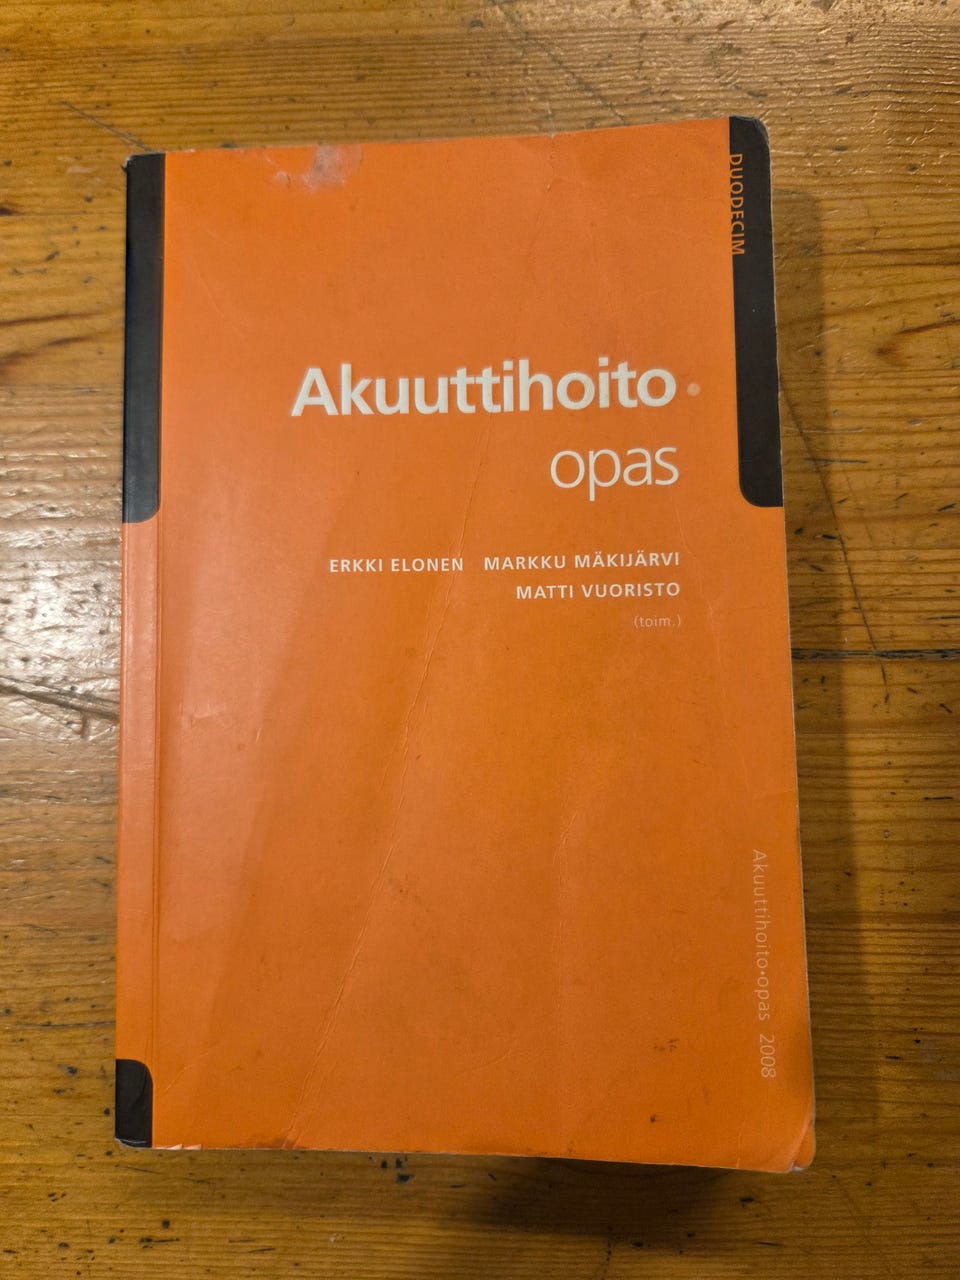 DUODECIM
Akuuttihoito •
opas
ERKKI ELONEN MARKKU MÄKIJÄRVI
MATTI VUORISTO
(toim.)
Akuuttihoito•opas 2008